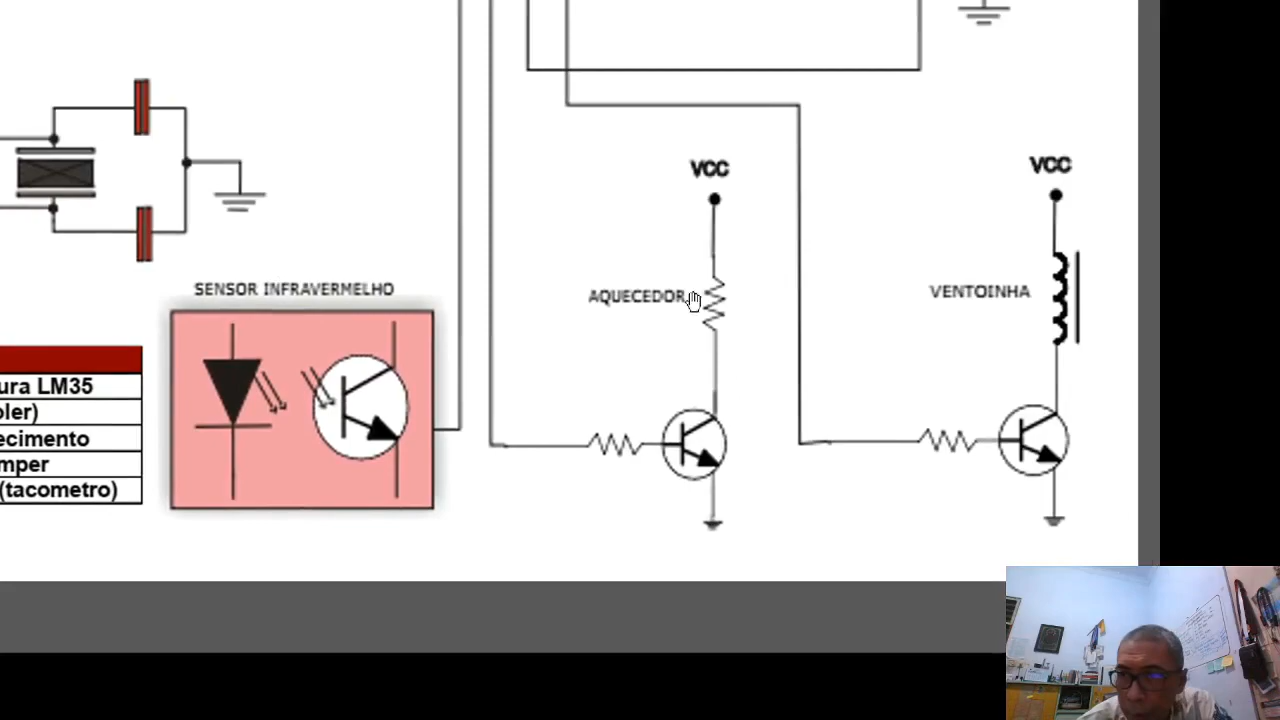 VCC
VCC
SENSOR INFRAVERMELHO
AQUECEDOR
VENTOINHA
ura LM35
oler)
ecimento
mper
(tacometro)